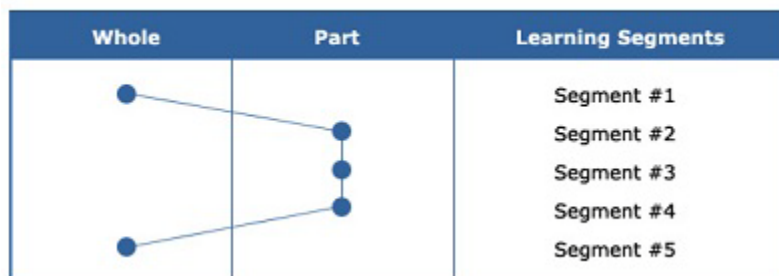 Whole Part Learning Segments
Segment #1
Segment #2
Segment #3
Segment #4
Segment #5